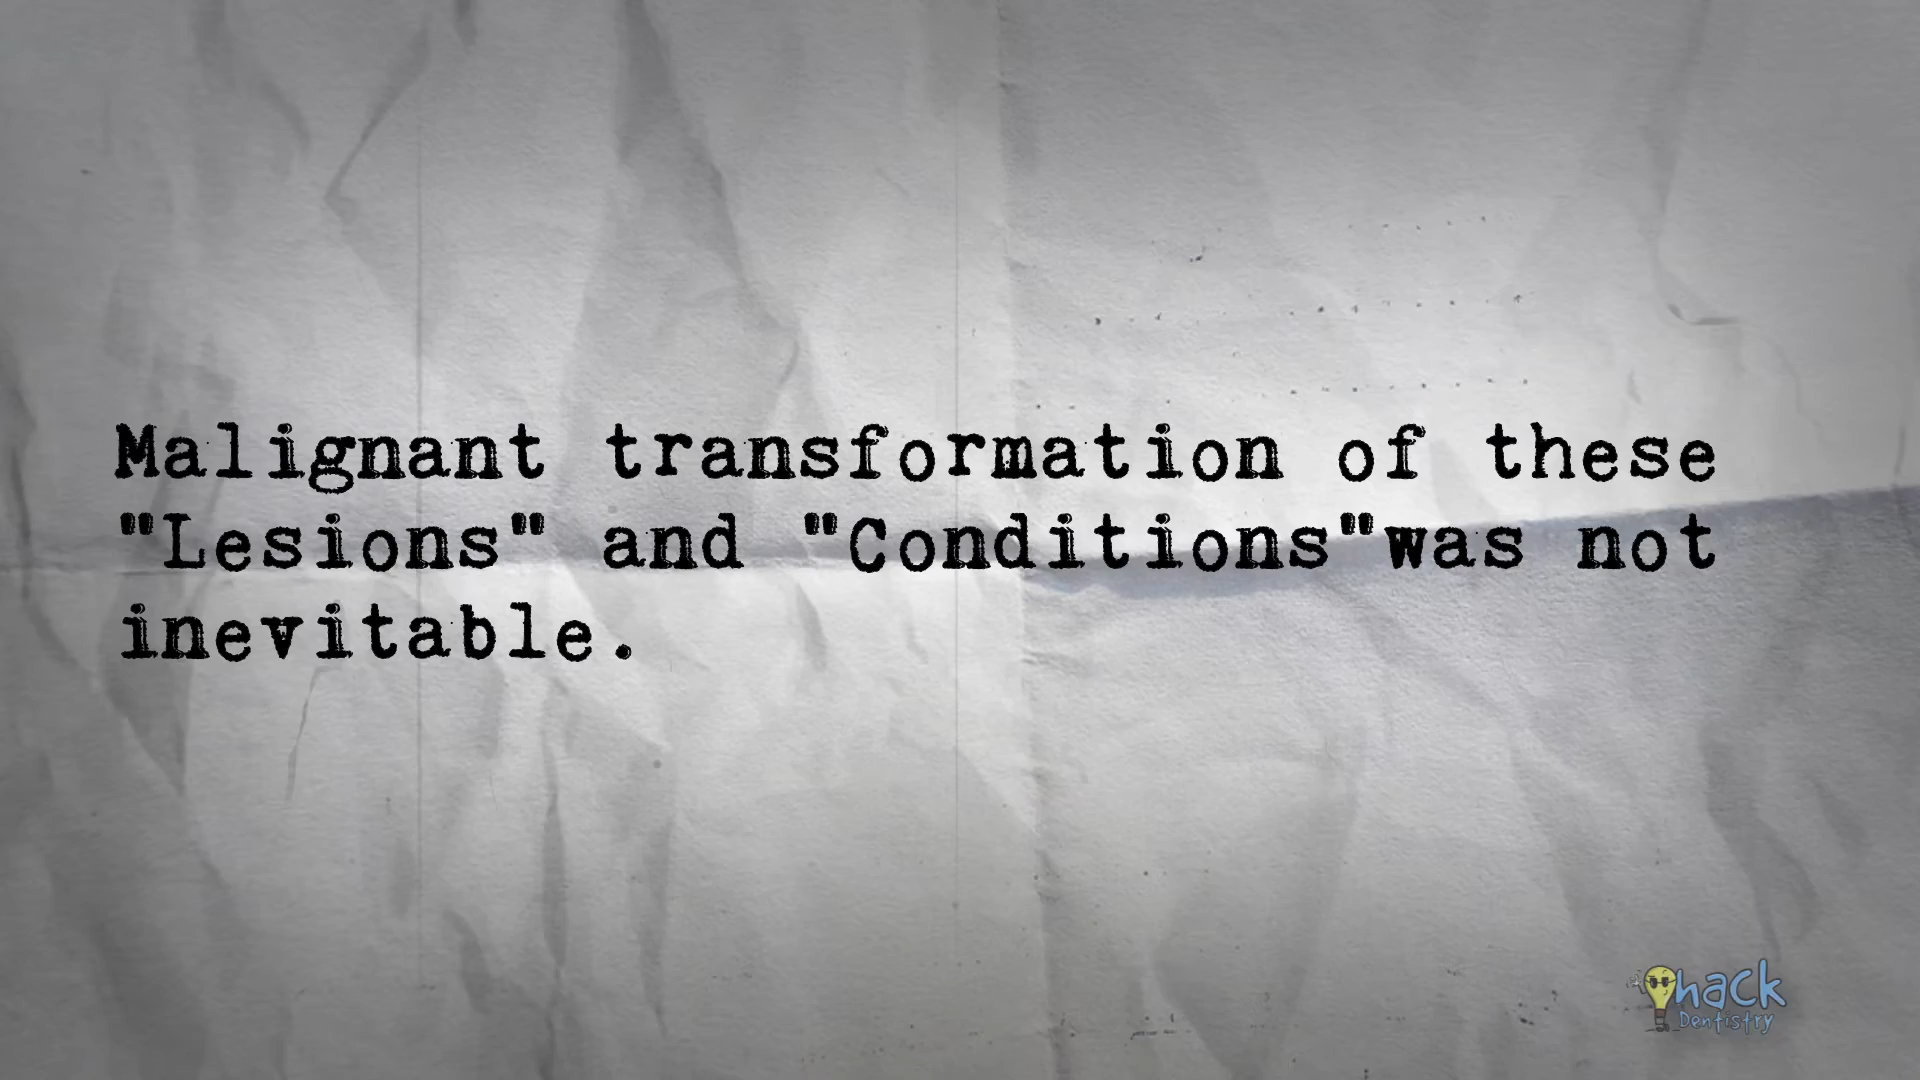 Malignant transformation of these
"Lesions" and "Conditions"was not
inevitable.
hack
Dentistry